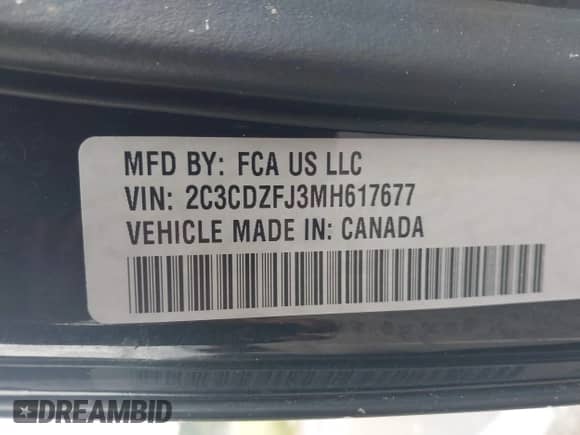 MFD BY: FCA US LLC
VIN: 2C3CDZFJ3MH617677
VEHICLE MADE IN: CANADA
DREAMBID